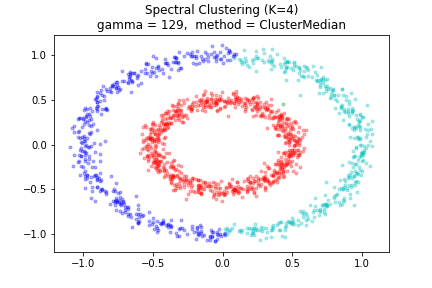 Spectral Clustering (K=4)
gamma = 129,  method = ClusterMedian
1.0
0.5
0.0
−0.5
−1.0
−1.0 −0.5 0.0 0.5 1.0